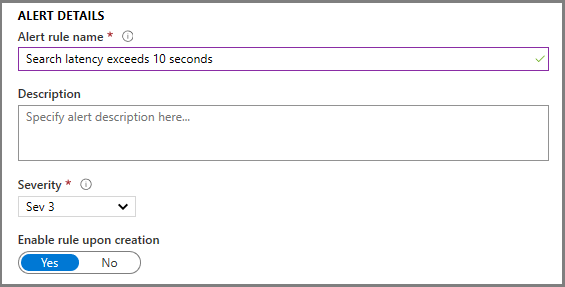 ALERT DETAILS
Alert rule name *
Search latency exceeds 10 seconds
Description
Specify alert description here...
Severity *
Sev 3
Enable rule upon creation
Yes No